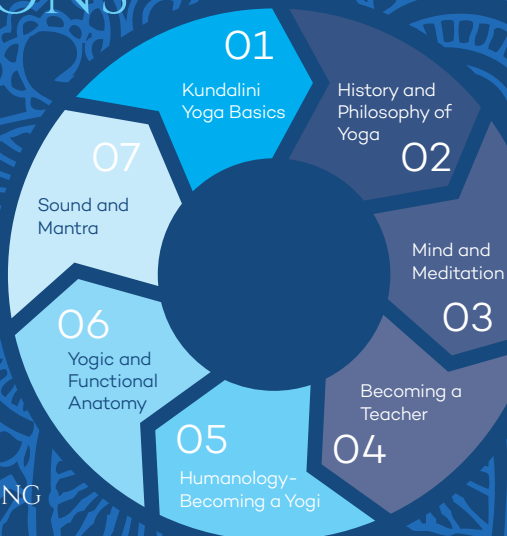 01
Kundalini
Yoga Basics
History and
Philosophy of
Yoga
02
Mind and
Meditation
03
Becoming a
Teacher
04
05
Humanology-
Becoming a Yogi
06
Yogic and
Functional
Anatomy
07
Sound and
Mantra